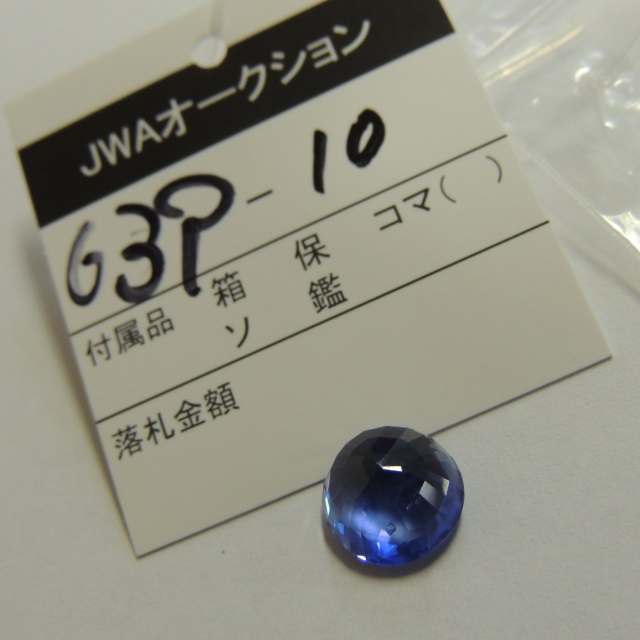 JWAオークション
63P-10
付属品 箱 保 コマ( )
ソ 鑑
落札金額